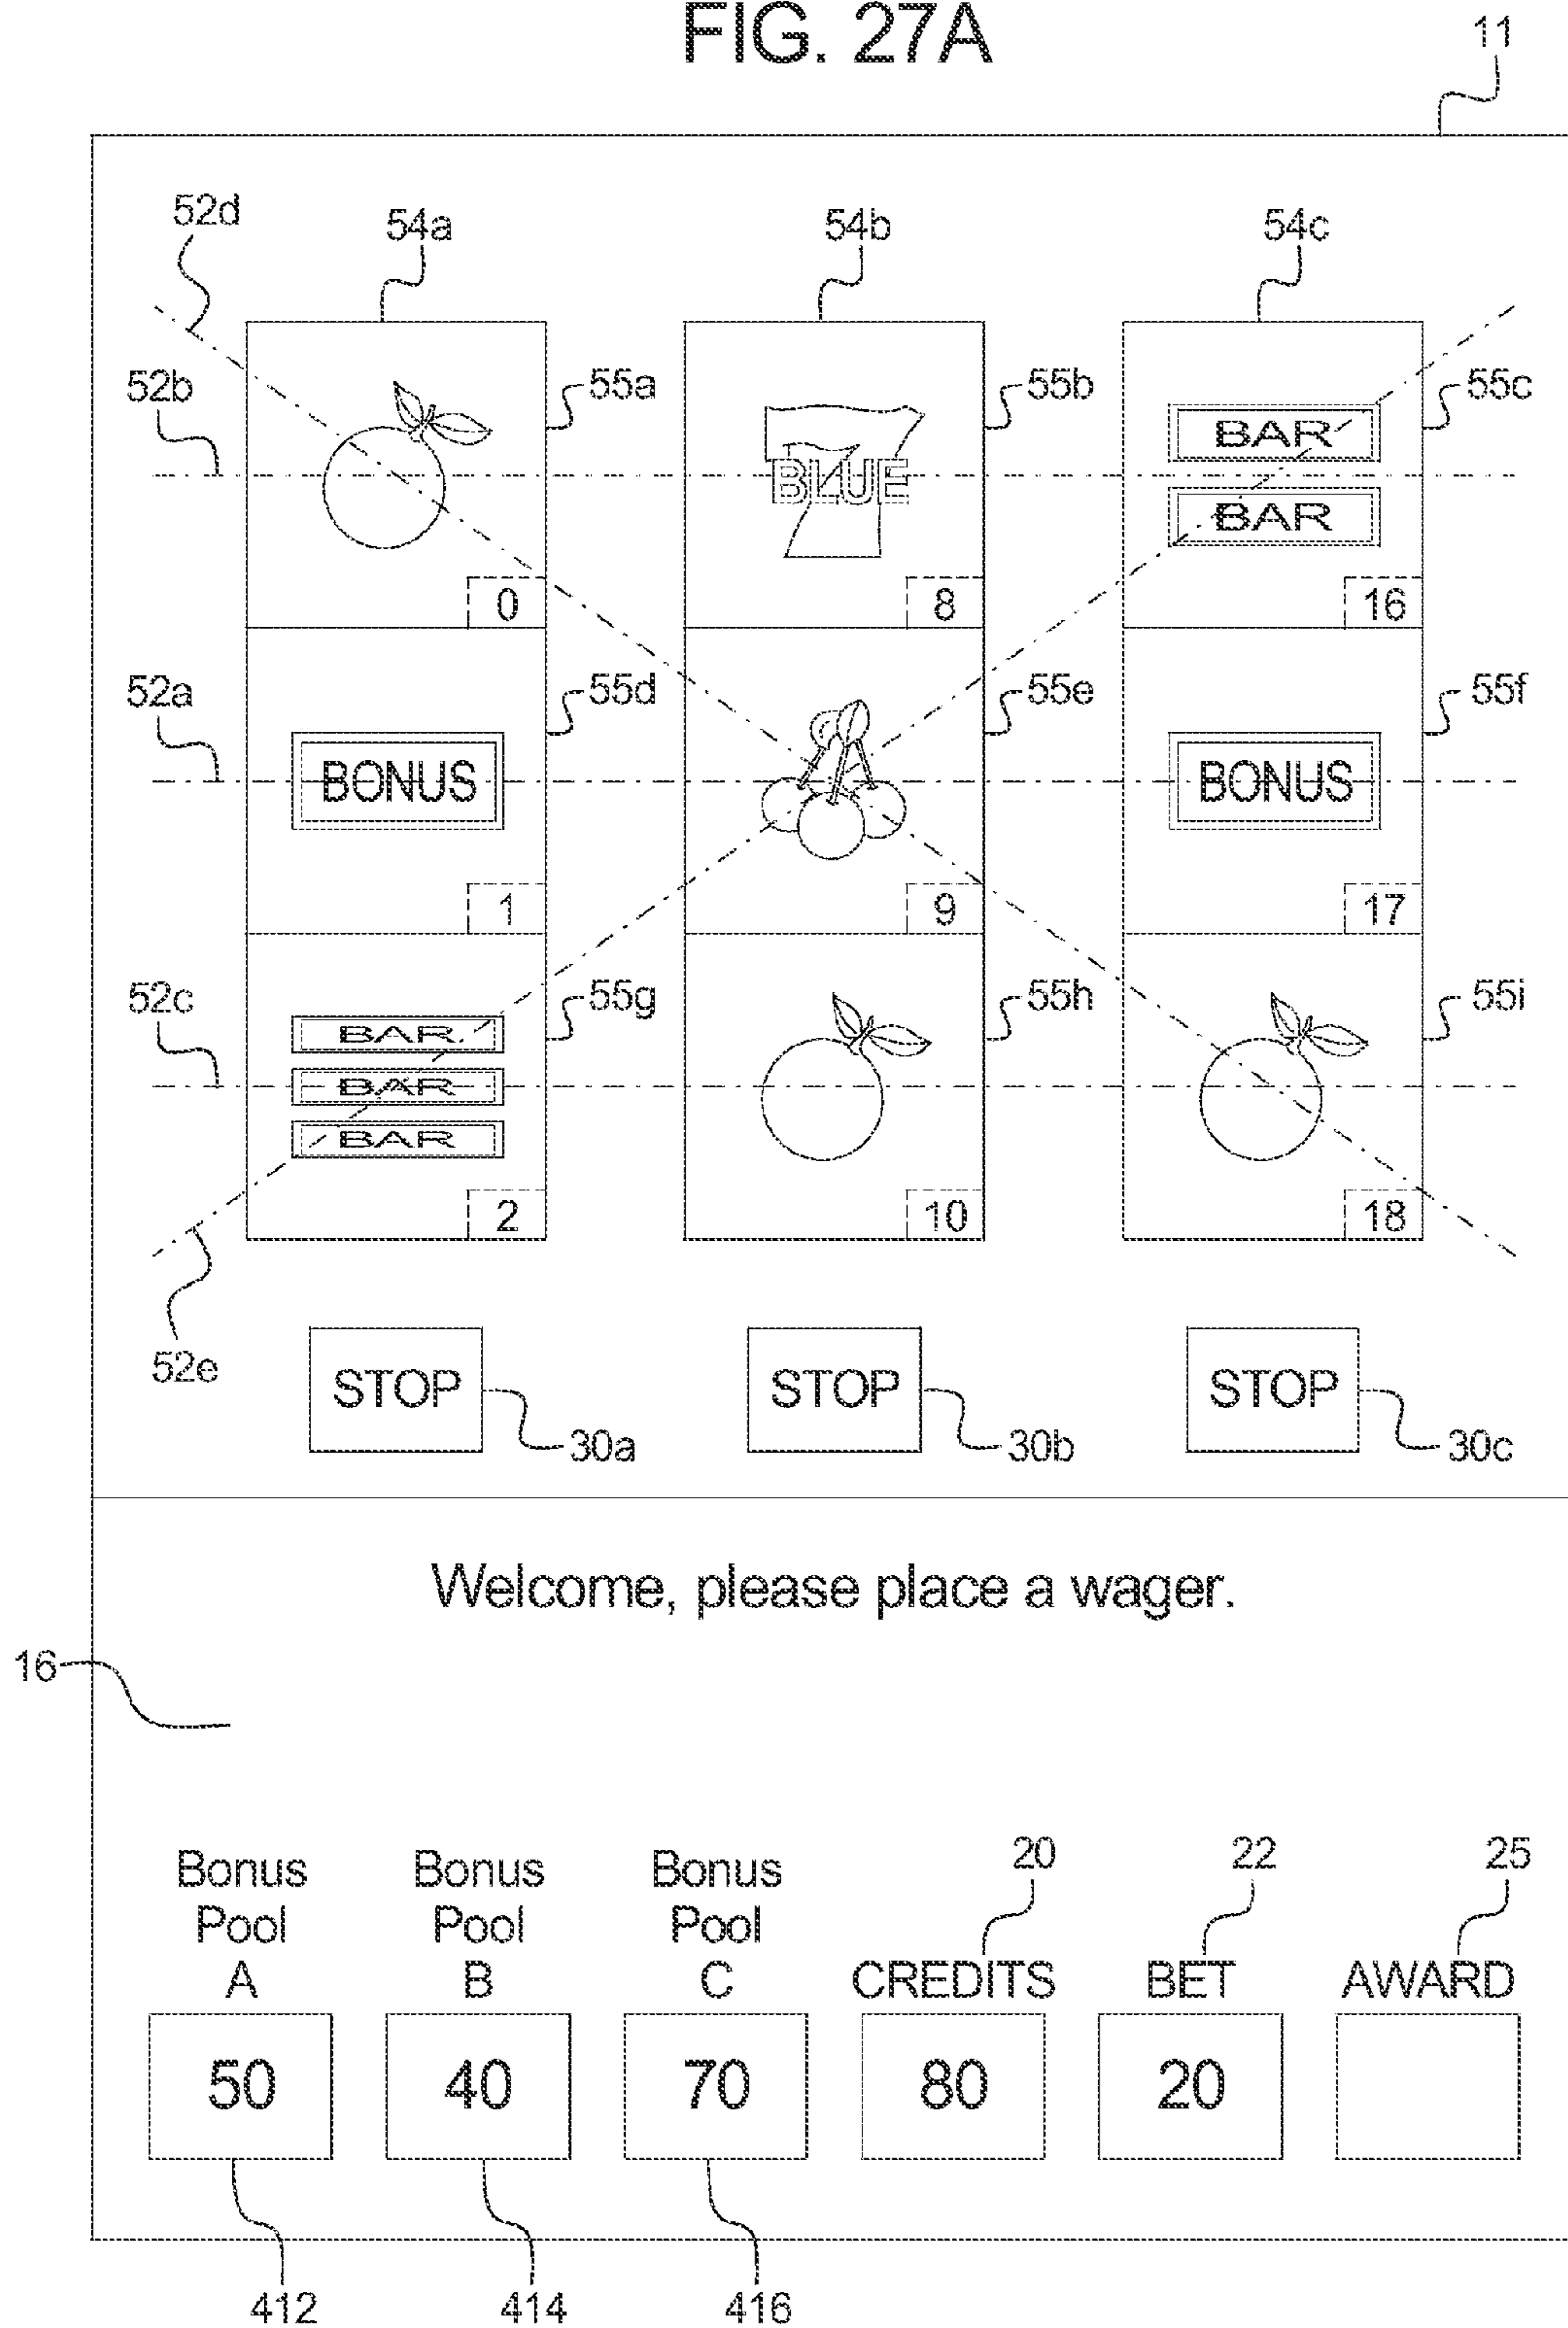 FIG. 27A
11
52d
54a
54b
54c
52b
55a
55b
55c
BLUE
BAR
BAR
0
8
16
52a
55d
55e
55f
BONUS
BONUS
1
9
17
52c
55g
55h
55i
BAR
BAR
BAR
2
10
18
52e
STOP
STOP
STOP
30a
30b
30c
Welcome, please place a wager.
16
20
22
25
Bonus Pool A
Bonus Pool B
Bonus Pool C
CREDITS
BET
AWARD
50
40
70
80
20
412
414
416